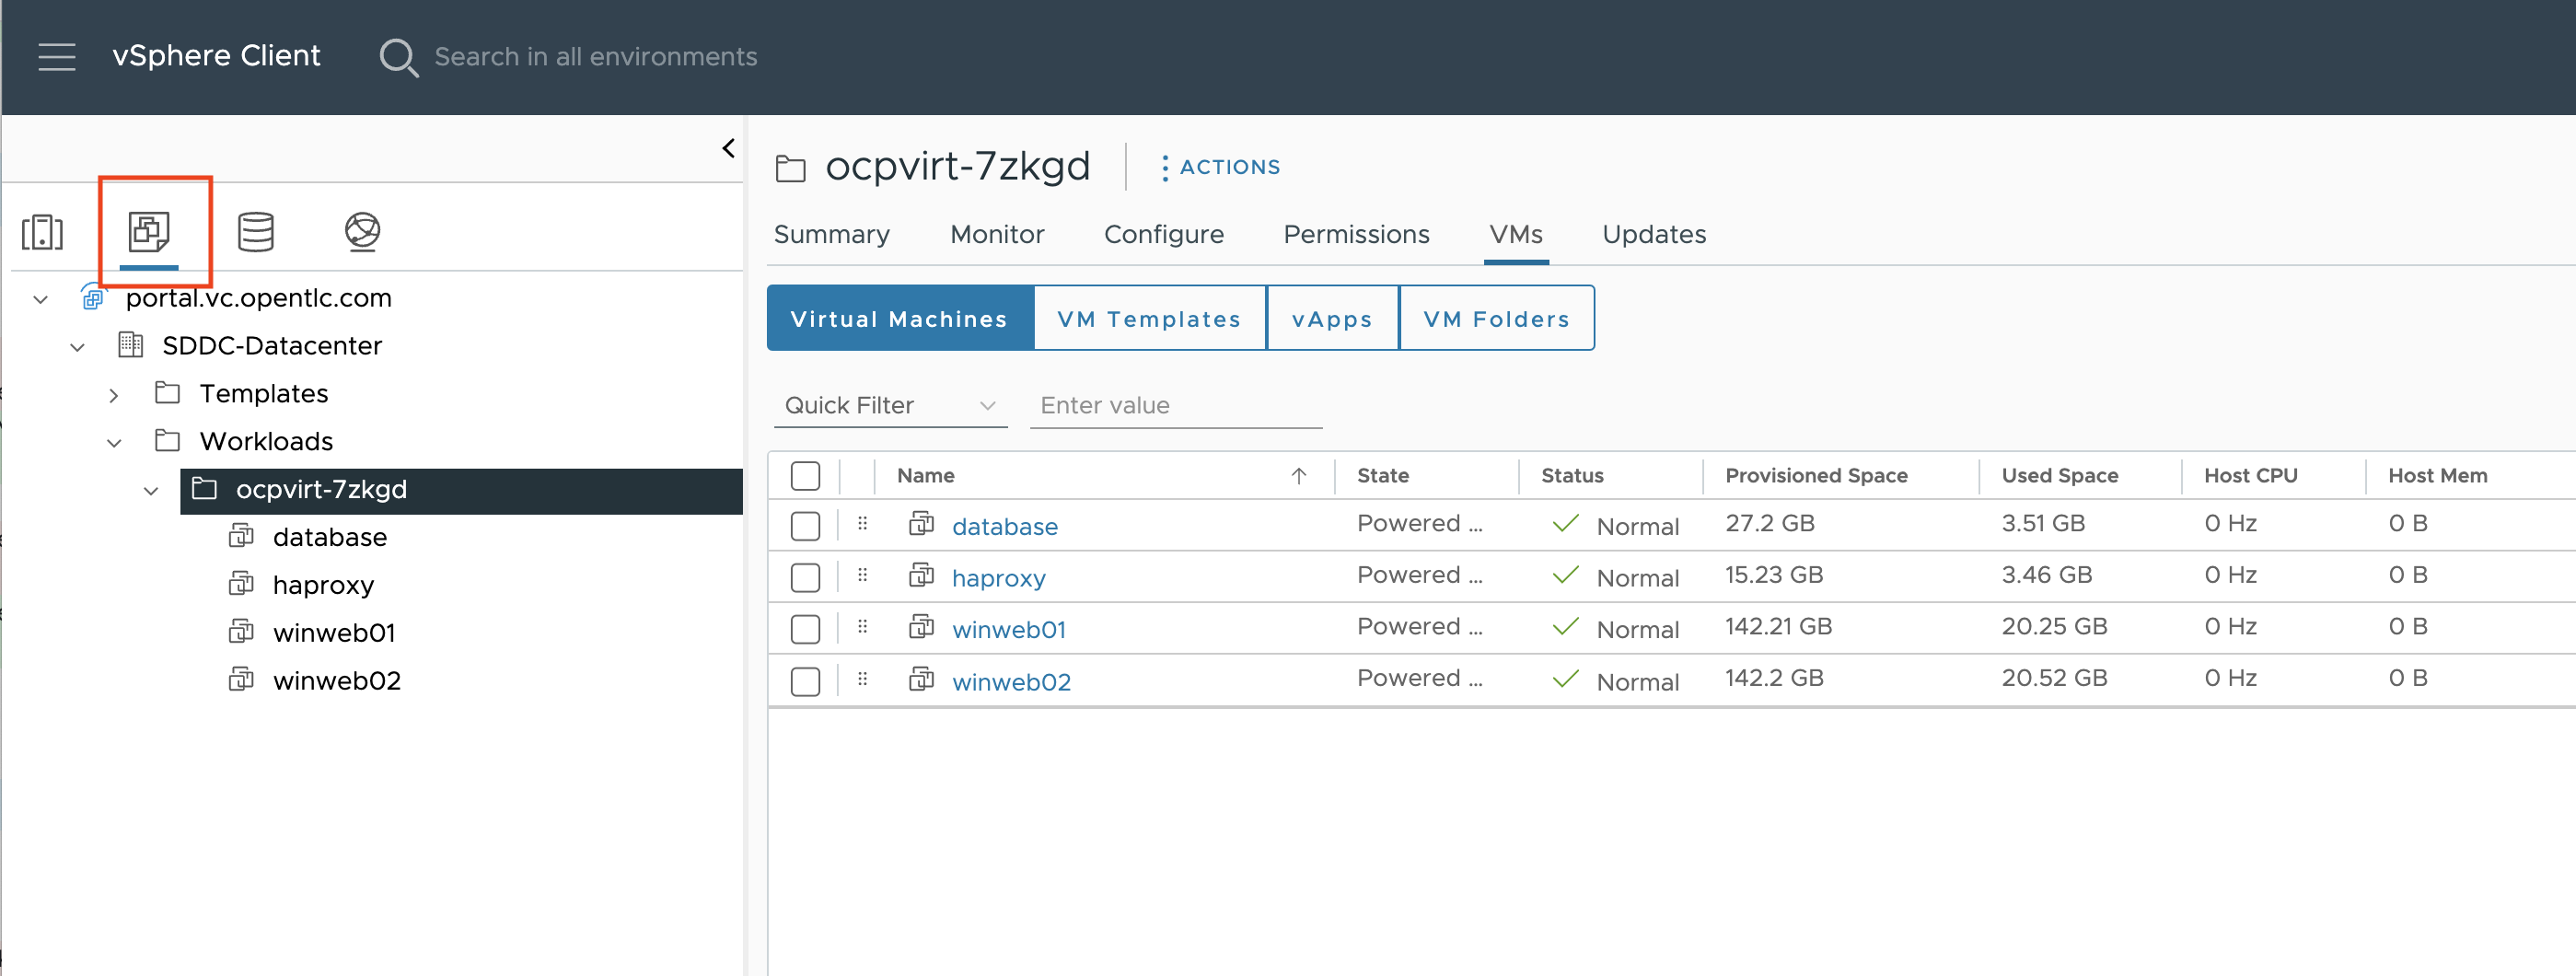 vSphere Client
Search in all environments
portal.vc.opentlc.com
SDDC-Datacenter
Templates
Workloads
ocpvirt-7zkgd
database
haproxy
winweb01
winweb02
ocpvirt-7zkgd
ACTIONS
Summary Monitor Configure Permissions VMs Updates
Virtual Machines VM Templates vApps VM Folders
Quick Filter Enter value
Name State Status Provisioned Space Used Space Host CPU Host Mem
database Powered ... Normal 27.2 GB 3.51 GB 0 Hz 0 B
haproxy Powered ... Normal 15.23 GB 3.46 GB 0 Hz 0 B
winweb01 Powered ... Normal 142.21 GB 20.25 GB 0 Hz 0 B
winweb02 Powered ... Normal 142.2 GB 20.52 GB 0 Hz 0 B